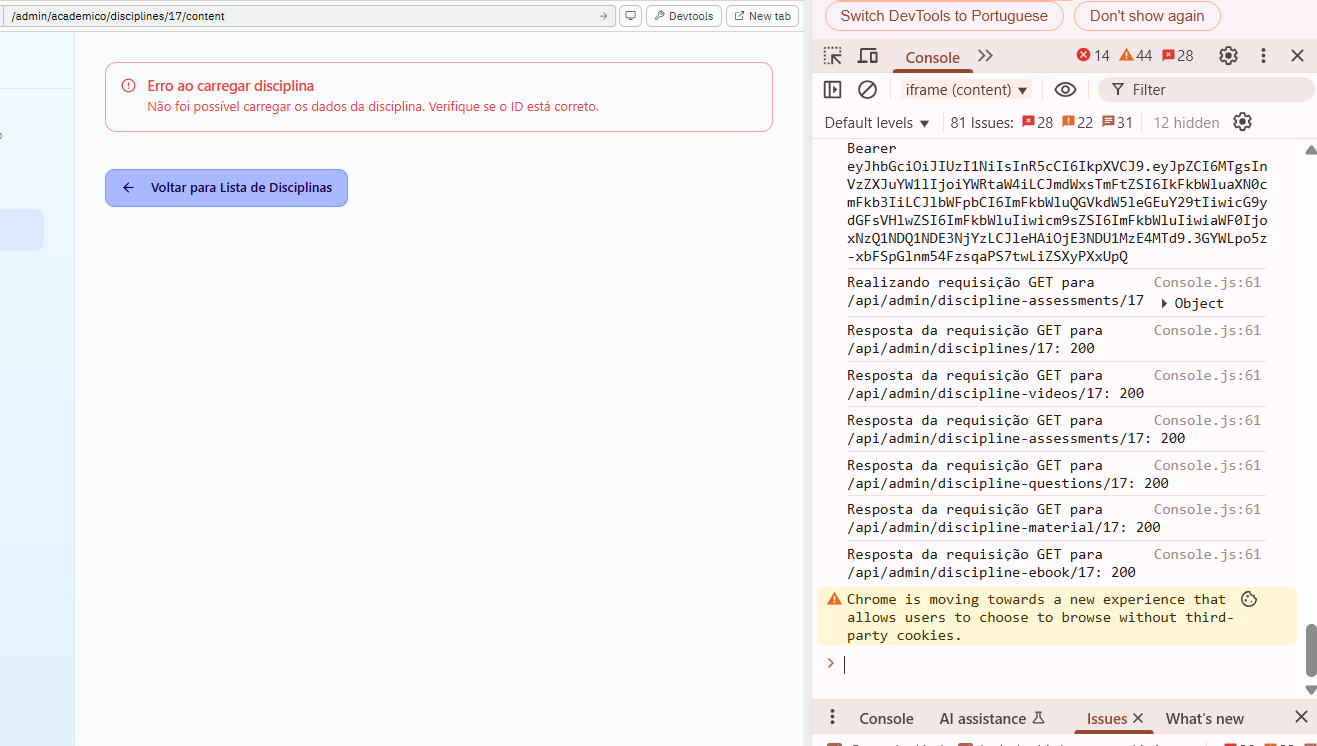 /admin/academico/disciplines/17/content
Devtools
New tab
Erro ao carregar disciplina
Não foi possível carregar os dados da disciplina. Verifique se o ID está correto.
Voltar para Lista de Disciplinas
Switch DevTools to Portuguese
Don't show again
Console
14
44
28
iframe (content)
Filter
Default levels
81 Issues: 28 22 31
12 hidden
Bearer
eyJhbGciOiJIUzI1NiIsInR5cCI6IkpXVCJ9.eyJpZCI6MTgsIn
VzZXJuYW1lIjoiYWRtaW4iLCJmdWxsTmFtZSI6IkFkbWluaXN0c
mFkb3IiLCJlbWFpbCI6ImFkbWluQGVkdW5leGEuY29tIiwicG9y
dGFsVHlwZSI6ImFkbWluIiwicm9sZSI6ImFkbWluIiwiaWF0Ijo
xNzQ1NDQ1NDE3NjYzLCJleHAiOjE3NDU1MzE4MTd9.3GYWLpo5z
-xbFSpGlnm54FzsqaPS7twLiZSXyPXxUpQ
Realizando requisição GET para
Console.js:61
/api/admin/discipline-assessments/17
Object
Resposta da requisição GET para
Console.js:61
/api/admin/disciplines/17: 200
Resposta da requisição GET para
Console.js:61
/api/admin/discipline-videos/17: 200
Resposta da requisição GET para
Console.js:61
/api/admin/discipline-assessments/17: 200
Resposta da requisição GET para
Console.js:61
/api/admin/discipline-questions/17: 200
Resposta da requisição GET para
Console.js:61
/api/admin/discipline-material/17: 200
Resposta da requisição GET para
Console.js:61
/api/admin/discipline-ebook/17: 200
Chrome is moving towards a new experience that
allows users to choose to browse without third-
party cookies.
Console
AI assistance
Issues
What's new